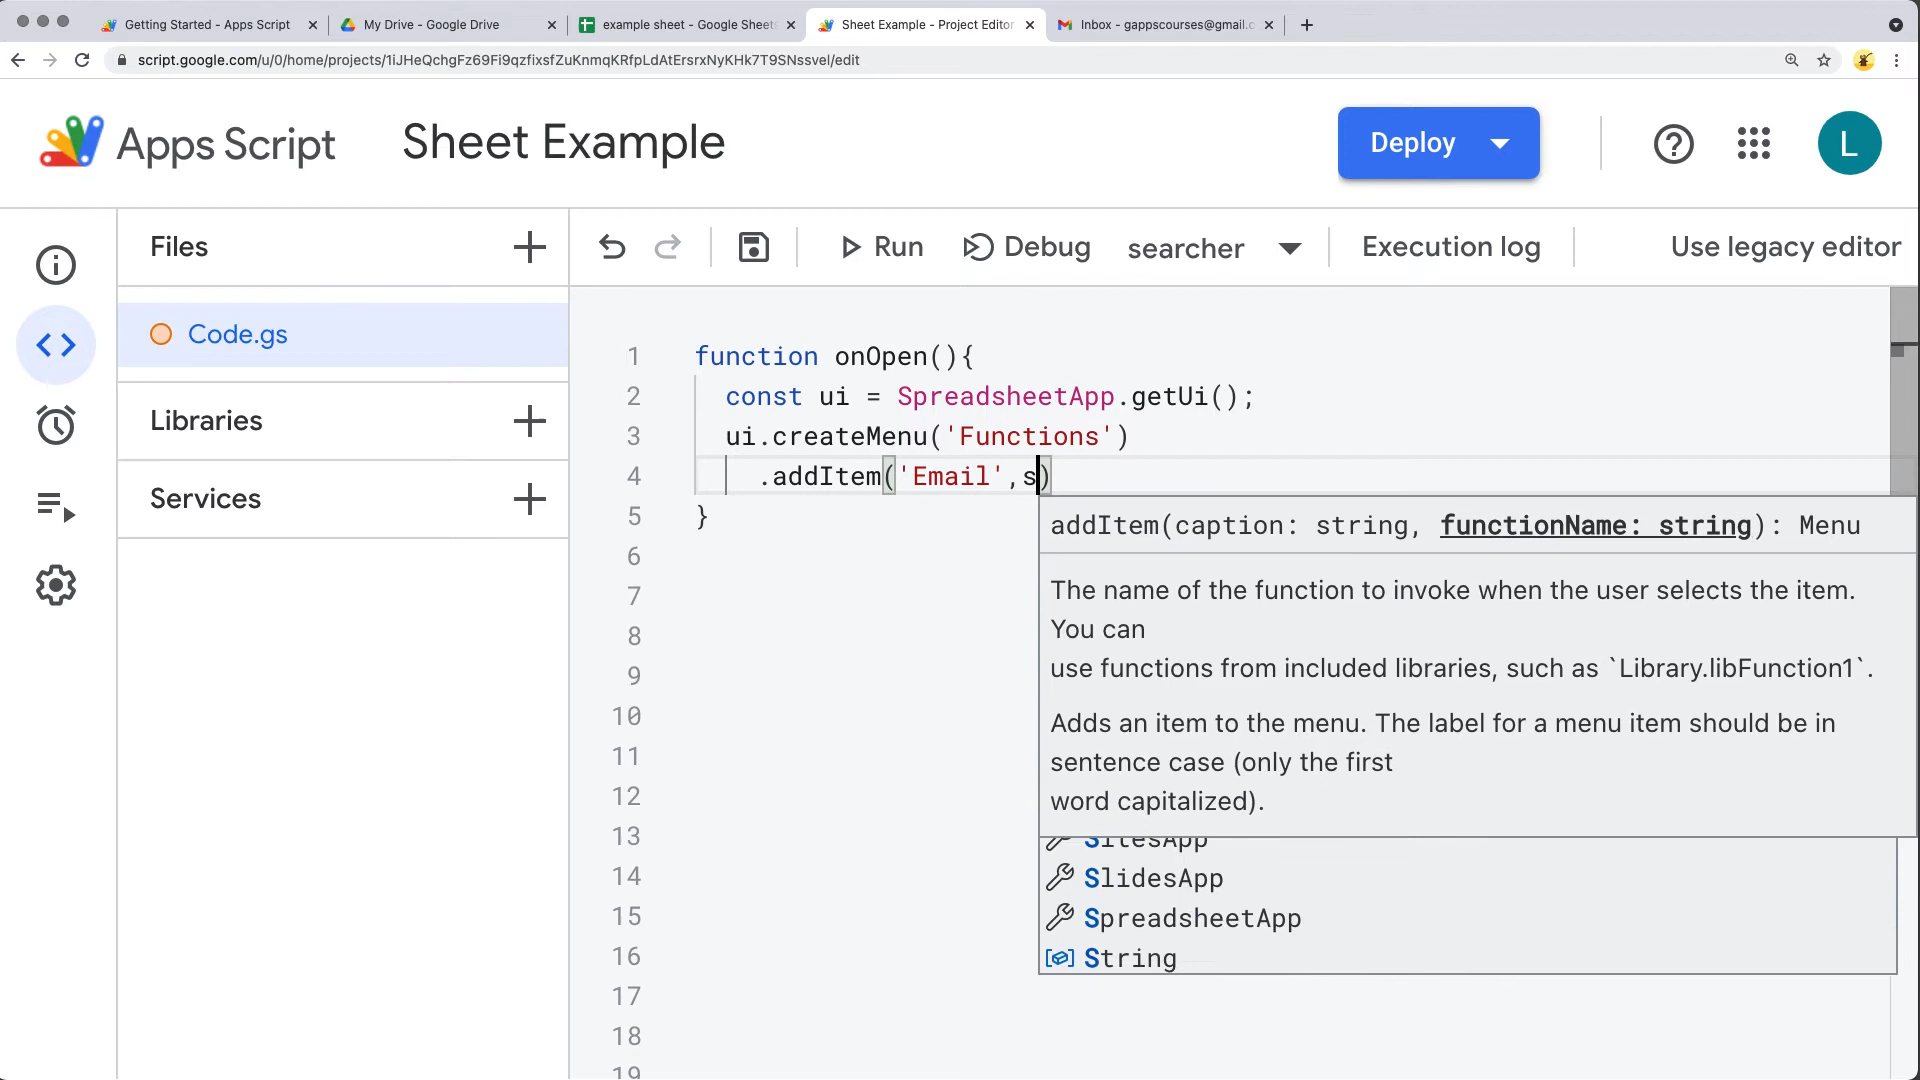 Getting Started - Apps Script
My Drive - Google Drive
example sheet - Google Sheets
Sheet Example - Project Editor
Inbox - gappscourses@gmail.c
script.google.com/u/0/home/projects/1iJHeQchgFz69Fi9qzfixsfZuKnmqKRfpLdAtErsrxNyKHk7T9SNssvel/edit
Apps Script
Sheet Example
Deploy
L
Files
Run
Debug
searcher
Execution log
Use legacy editor
Code.gs
Libraries
Services
1 function onOpen(){
2 const ui = SpreadsheetApp.getUi();
3 ui.createMenu('Functions')
4 .addItem('Email',s)
5 }
6
7
8
9
10
11
12
13
14
15
16
17
18
19
addItem(caption: string, functionName: string): Menu
The name of the function to invoke when the user selects the item.
You can
use functions from included libraries, such as `Library.libFunction1`.
Adds an item to the menu. The label for a menu item should be in
sentence case (only the first
word capitalized).
SitesApp
SlidesApp
SpreadsheetApp
String